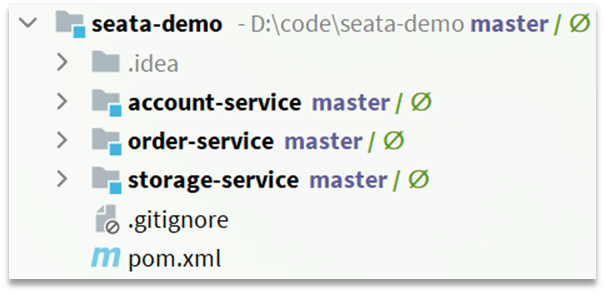 seata-demo - D:\code\seata-demo master / Ø
.idea
account-service master / Ø
order-service master / Ø
storage-service master / Ø
.gitignore
pom.xml